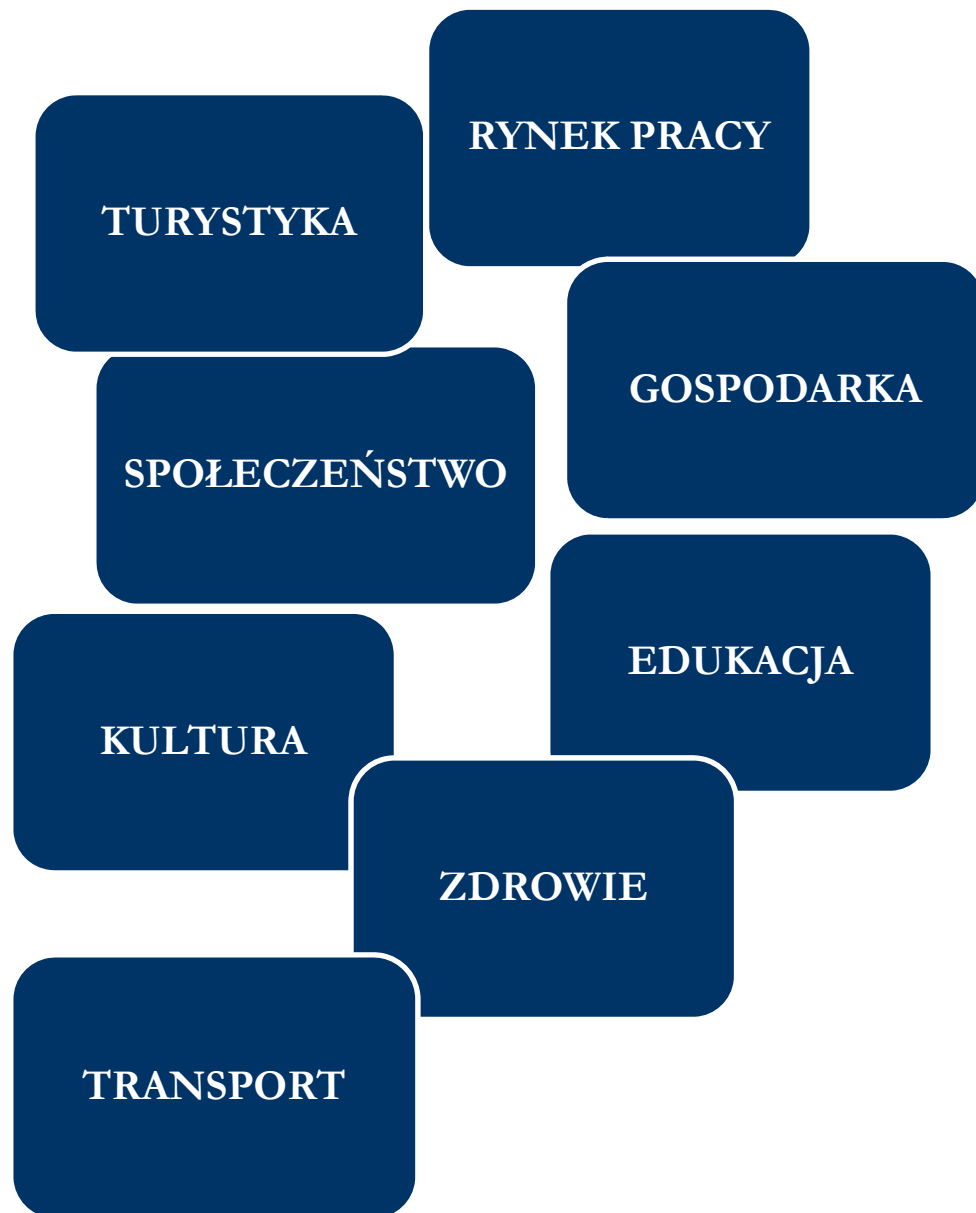 RYNEK PRACY
TURYSTYKA
GOSPODARKA
SPOŁECZEŃSTWO
EDUKACJA
KULTURA
ZDROWIE
TRANSPORT